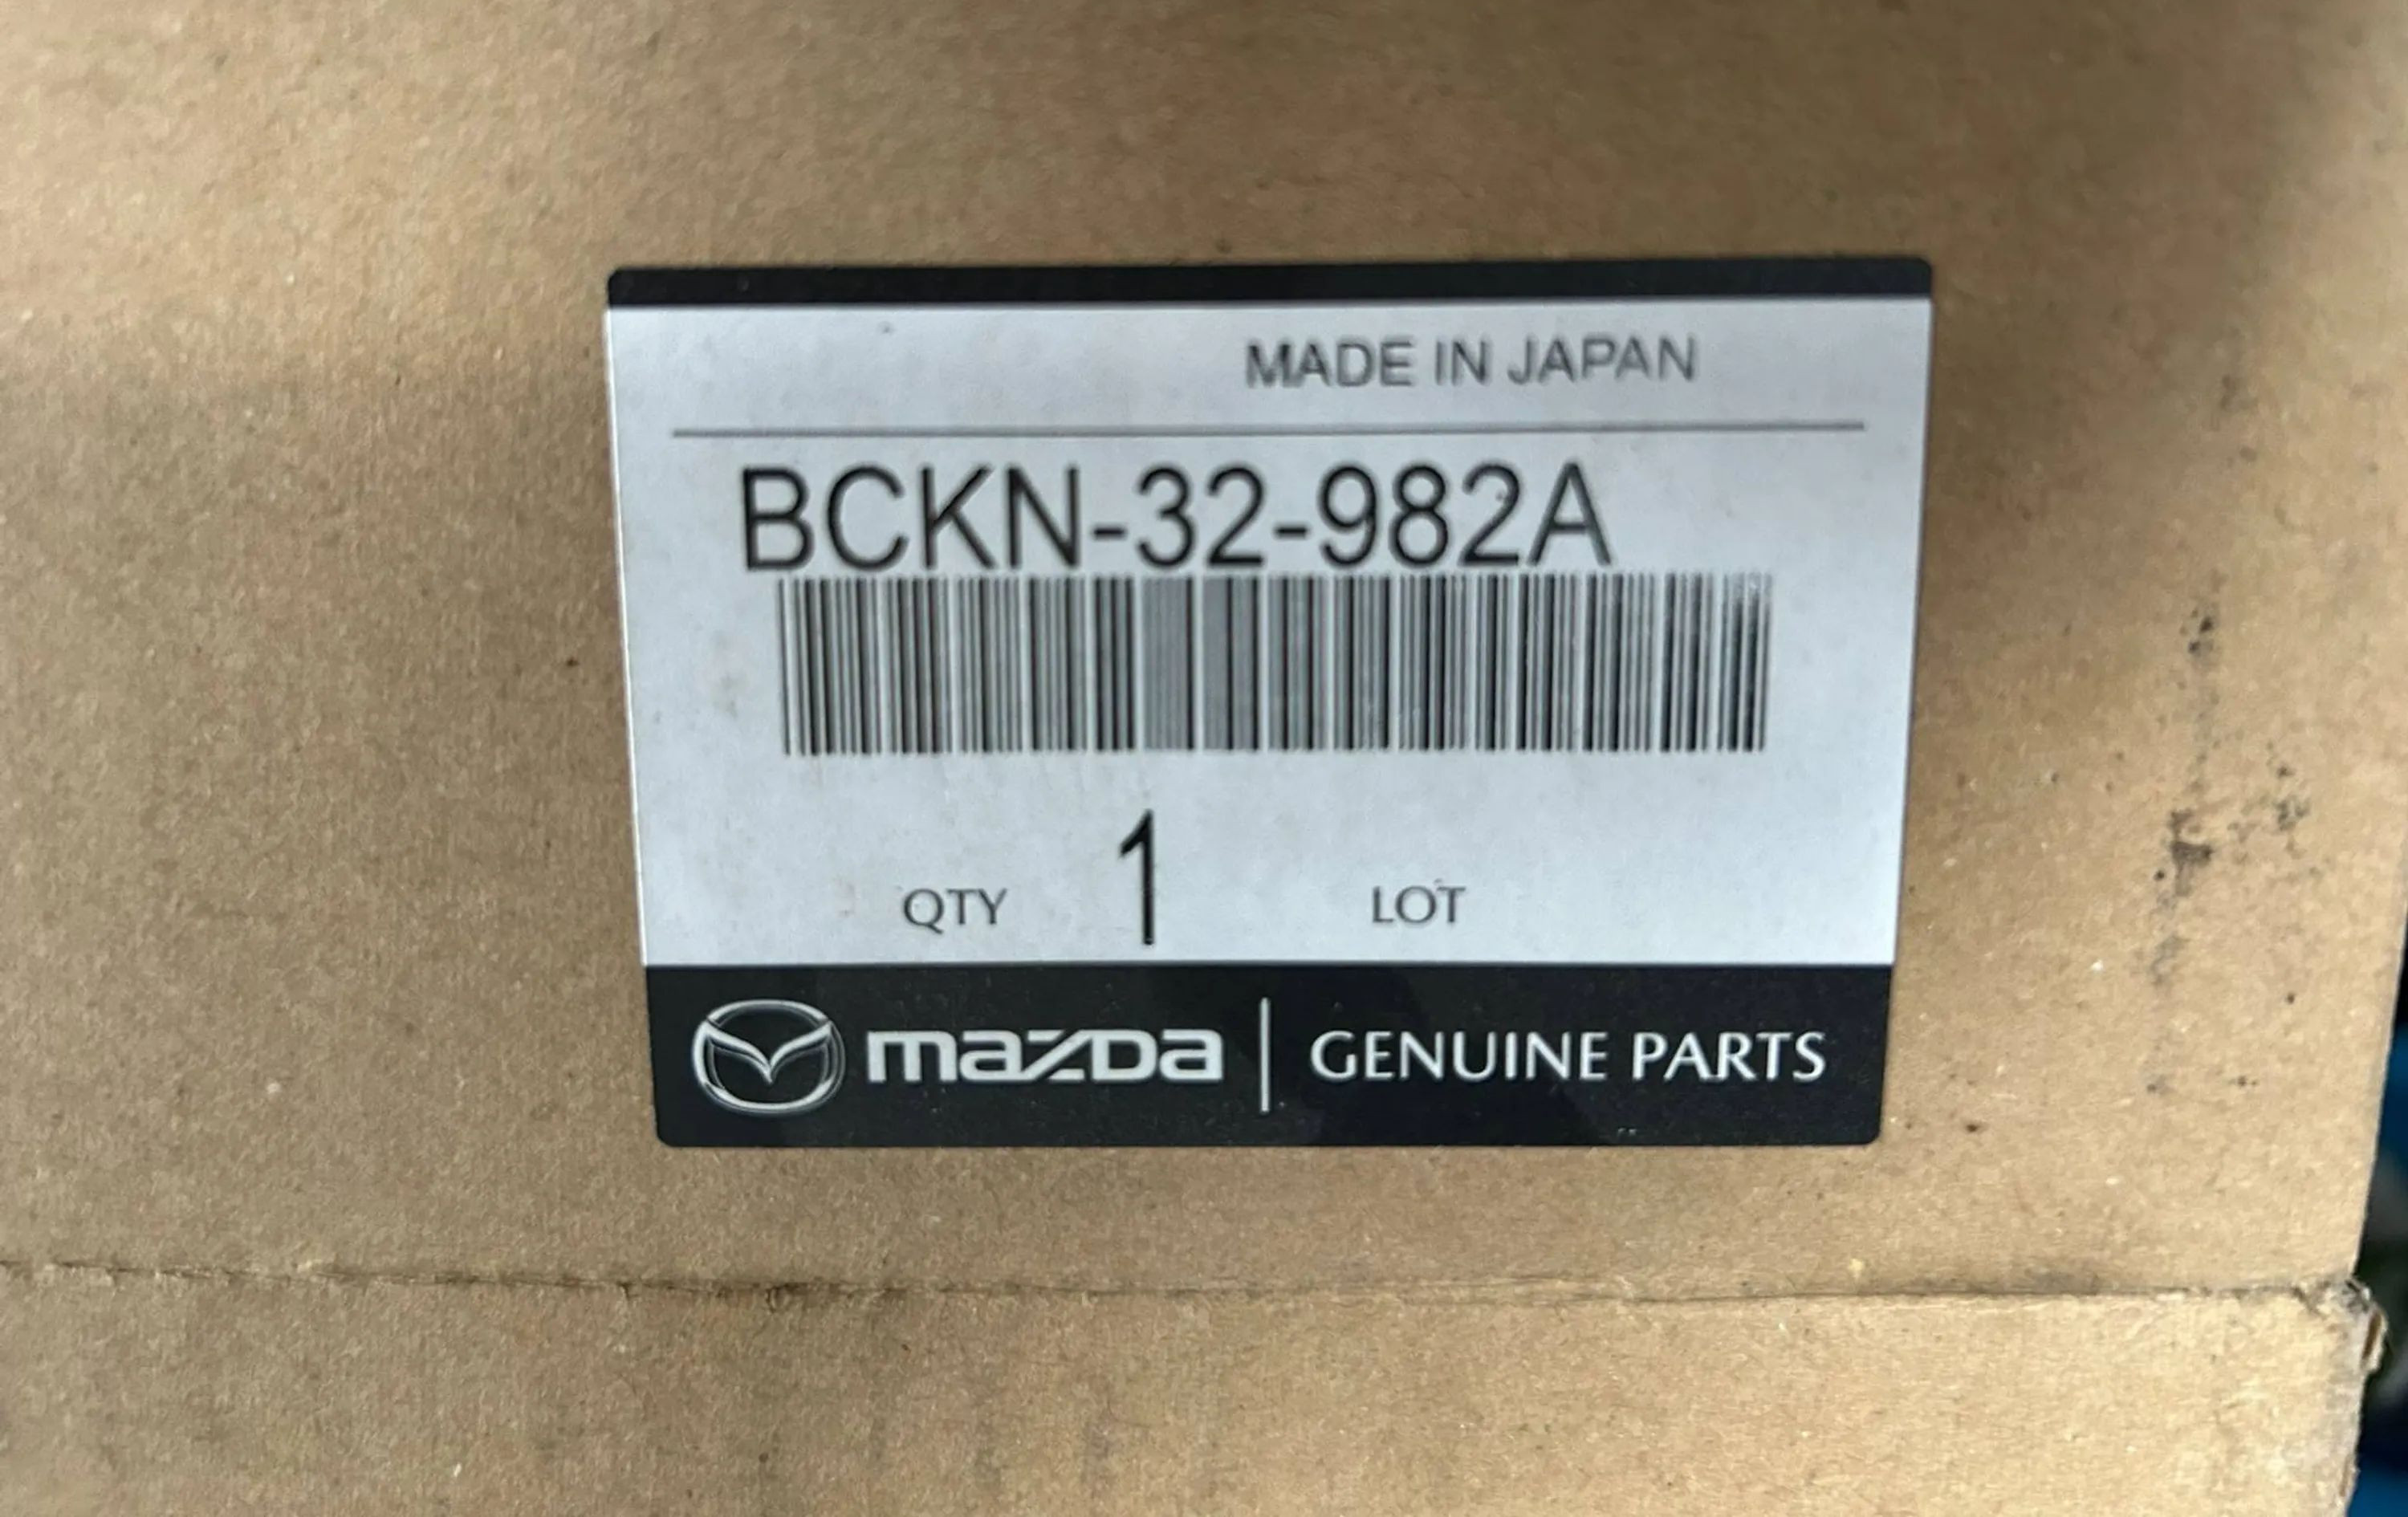 MADE IN JAPAN
BCKN-32-982A
QTY 1 LOT
mazda | GENUINE PARTS